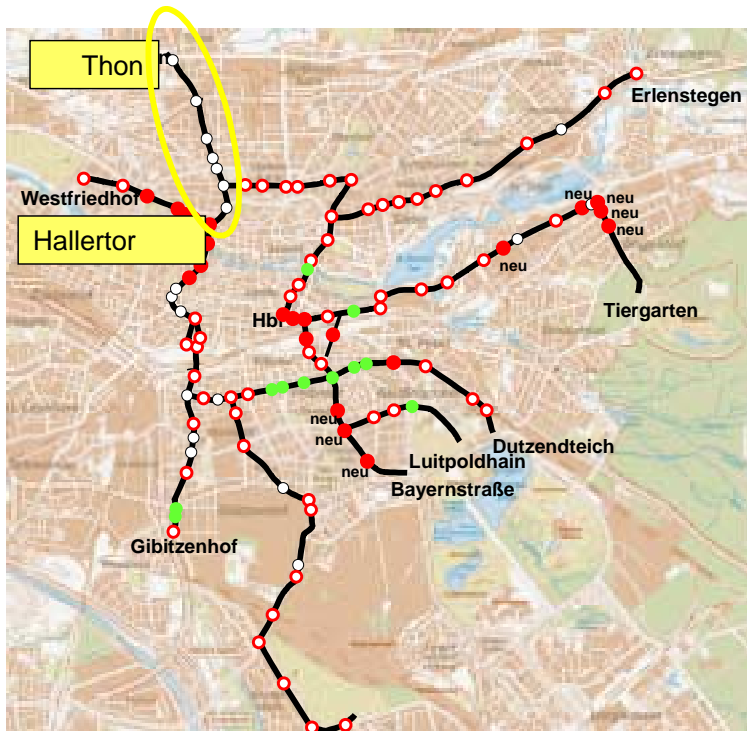 Thon
Erlenstegen
Westfriedhof
neu
neu
neu
neu
Hallertor
neu
Tiergarten
Hbf
neu
neu
Dutzendteich
neu
Luitpoldhain
Bayernstraße
Gibitzenhof